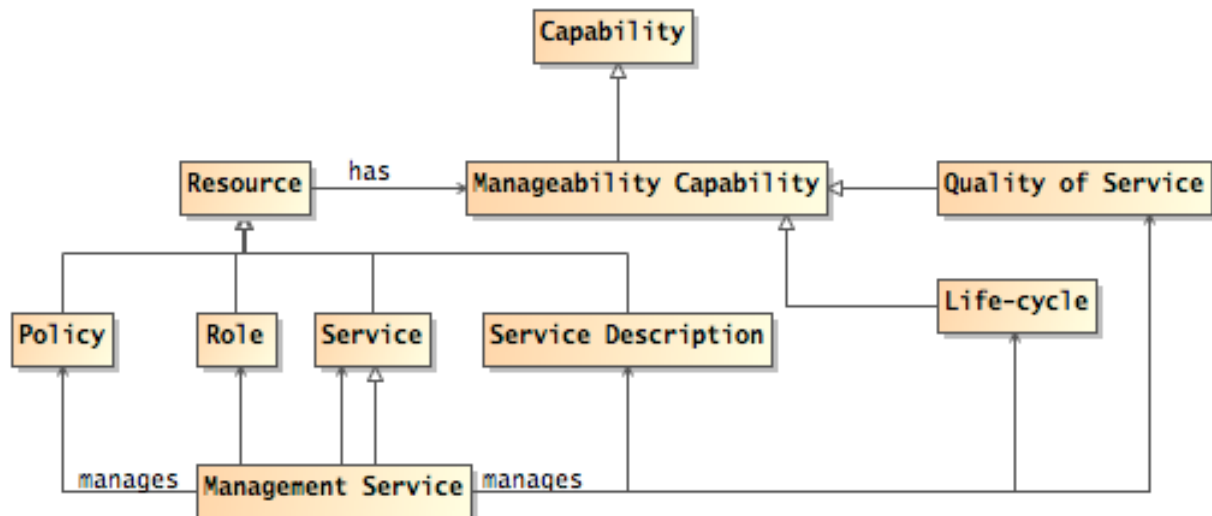 Capability
has
Resource
Manageability Capability
Quality of Service
Life-cycle
Policy
Role
Service
Service Description
manages
Management Service
manages